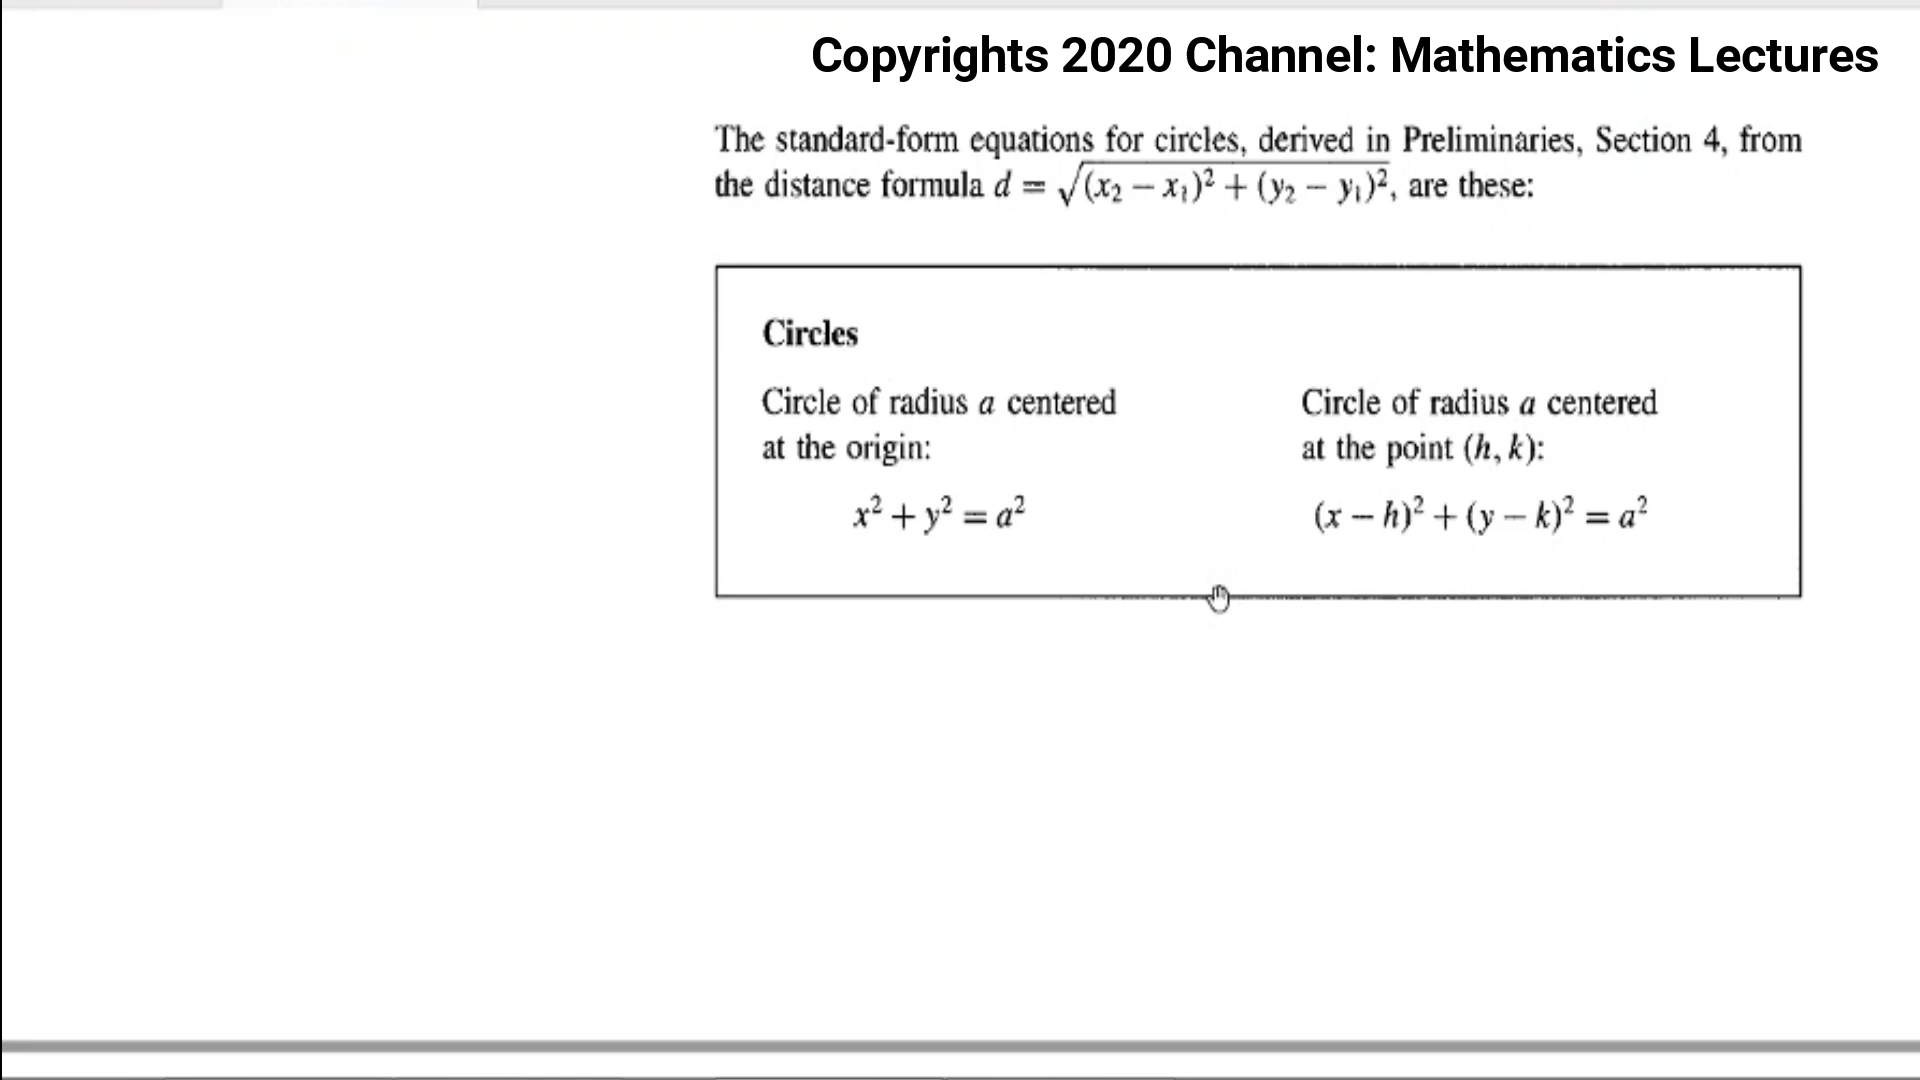 Copyrights 2020 Channel: Mathematics Lectures
The standard-form equations for circles, derived in Preliminaries, Section 4, from
the distance formula d = √((x₂ − x₁)² + (y₂ − y₁)²), are these:
Circles
Circle of radius a centered
at the origin:
x² + y² = a²
Circle of radius a centered
at the point (h, k):
(x − h)² + (y − k)² = a²